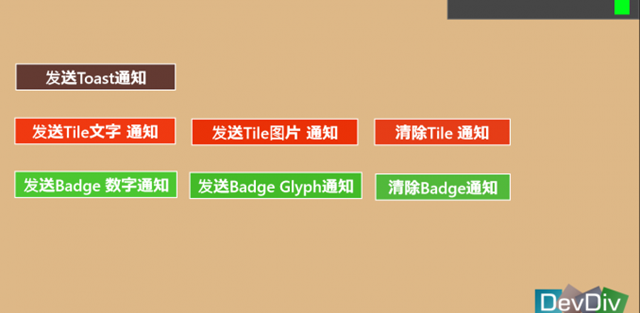 发送Toast通知
发送Tile文字 通知
发送Tile图片 通知
清除Tile 通知
发送Badge 数字通知
发送Badge Glyph通知
清除Badge通知
DevDiv